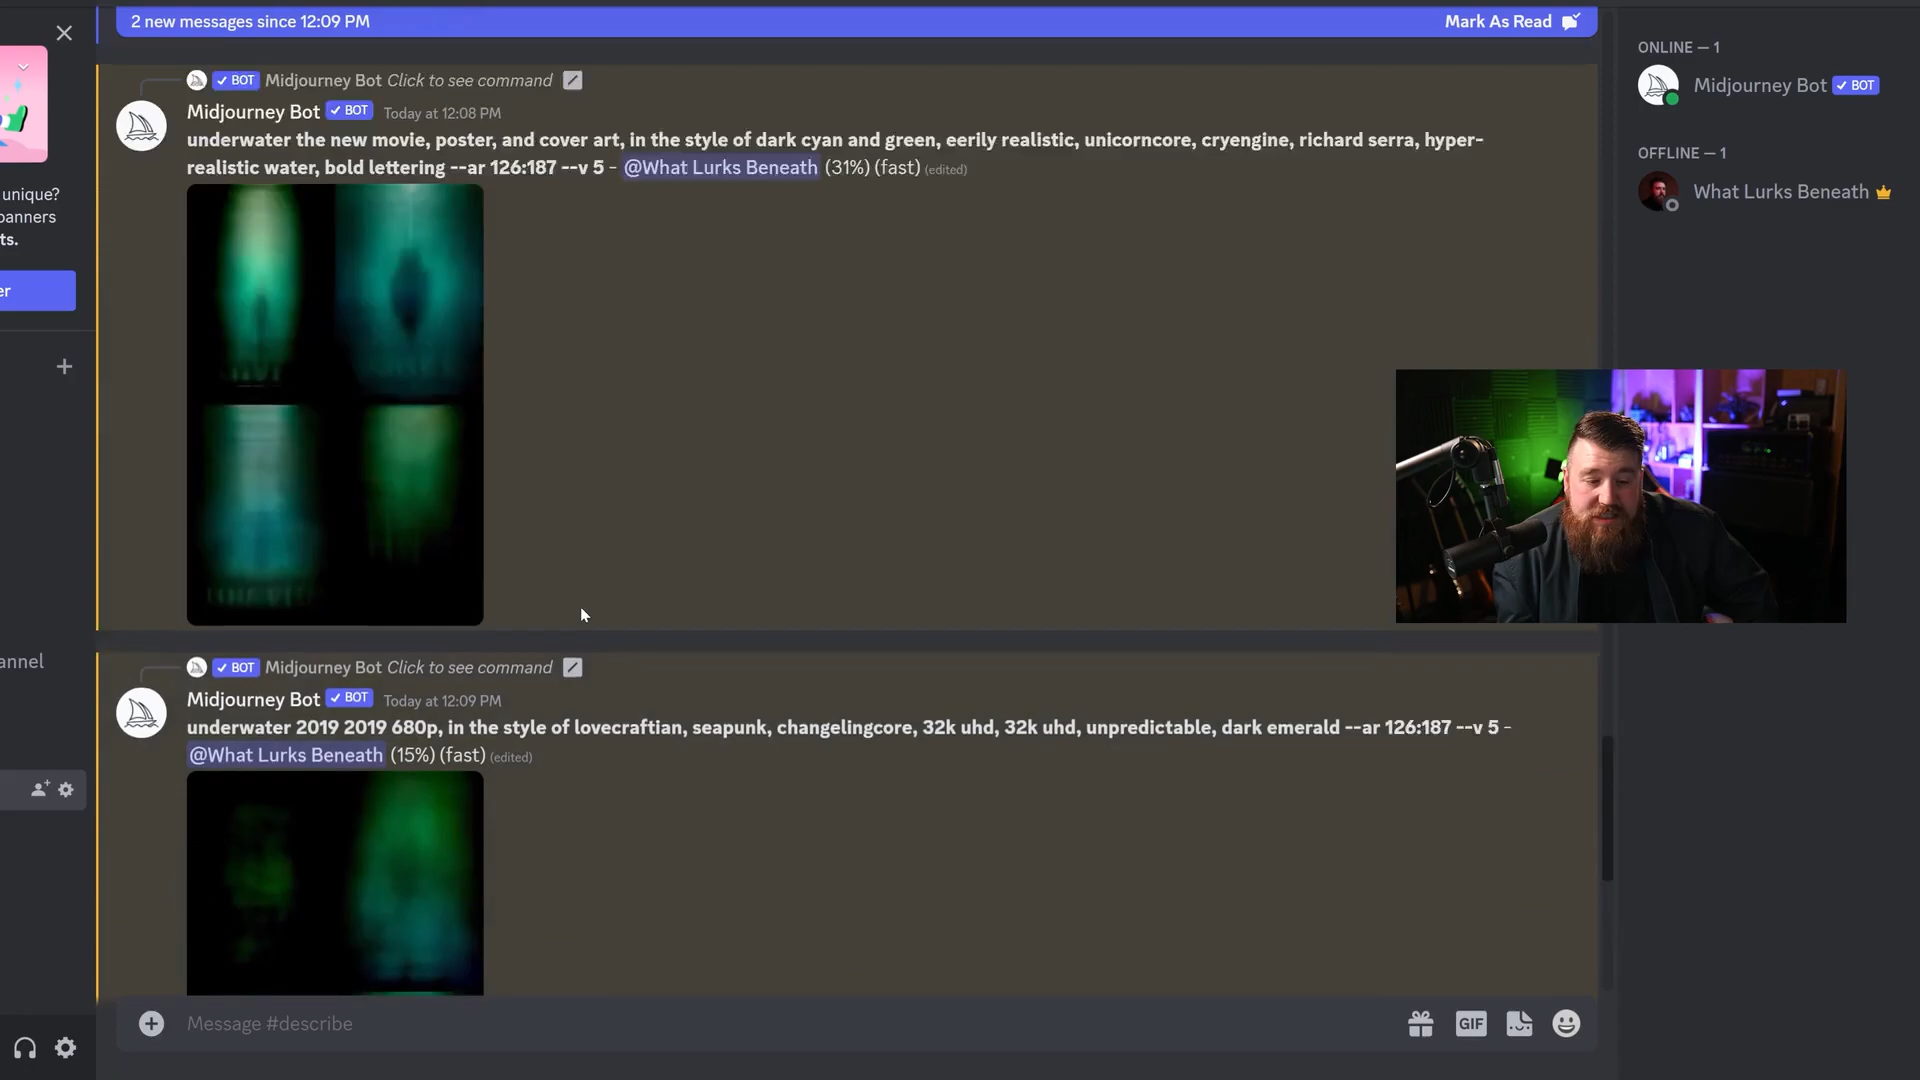 2 new messages since 12:09 PM
Mark As Read
unique?
banners
ts.
er
annel
BOT Midjourney Bot Click to see command
Midjourney Bot BOT Today at 12:08 PM
underwater the new movie, poster, and cover art, in the style of dark cyan and green, eerily realistic, unicorncore, cryengine, richard serra, hyper-
realistic water, bold lettering --ar 126:187 --v 5 - @What Lurks Beneath (31%) (fast) (edited)
BOT Midjourney Bot Click to see command
Midjourney Bot BOT Today at 12:09 PM
underwater 2019 2019 680p, in the style of lovecraftian, seapunk, changelingcore, 32k uhd, 32k uhd, unpredictable, dark emerald --ar 126:187 --v 5 -
@What Lurks Beneath (15%) (fast) (edited)
Message #describe
GIF
ONLINE — 1
Midjourney Bot BOT
OFFLINE — 1
What Lurks Beneath